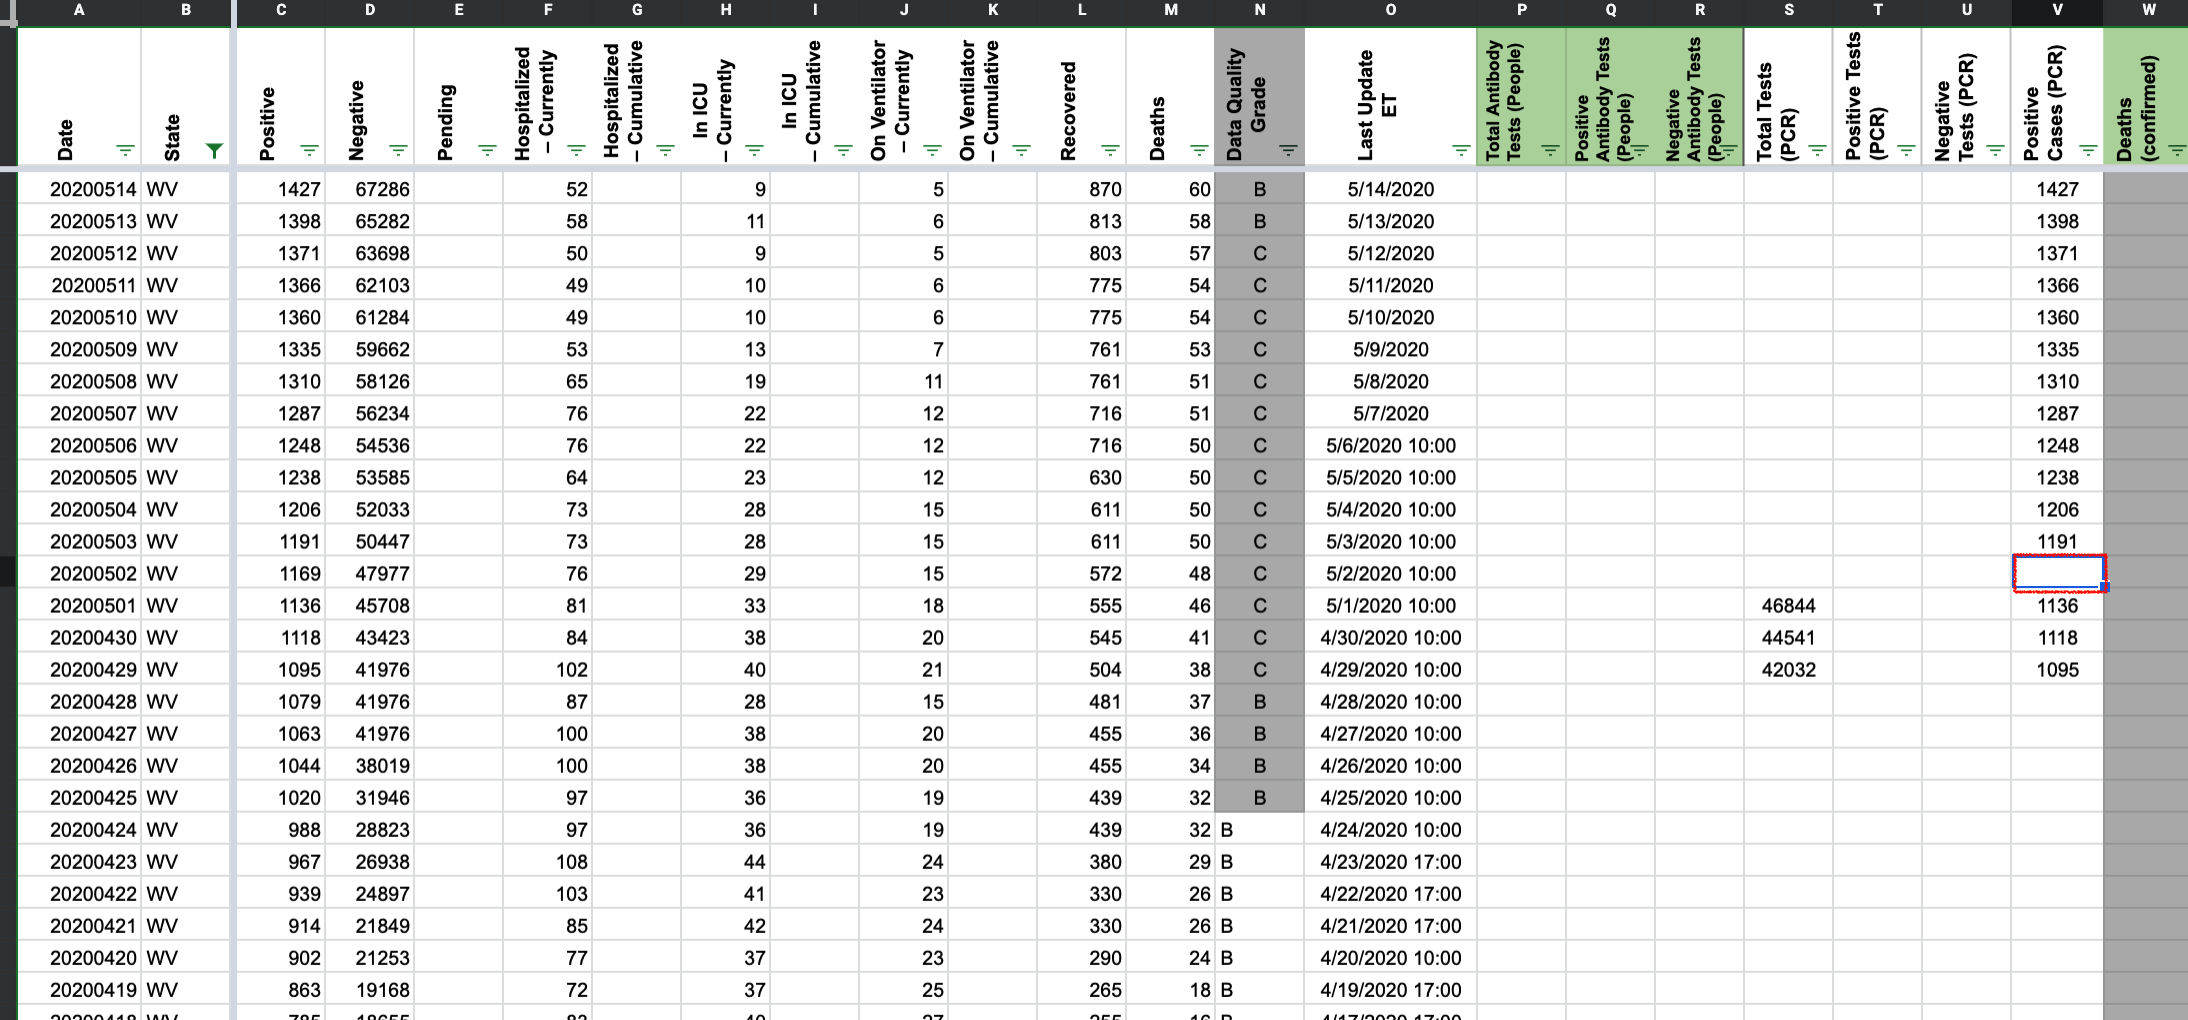 A B C D E F G H I J K L M N O P Q R S T U V W
Date State Positive Negative Pending Hospitalized – Currently Hospitalized – Cumulative In ICU – Currently In ICU – Cumulative On Ventilator – Currently On Ventilator – Cumulative Recovered Deaths Data Quality Grade Last Update ET Total Antibody Tests (People) Positive Antibody Tests (People) Negative Antibody Tests (People) Total Tests (PCR) Positive Tests (PCR) Negative Tests (PCR) Positive Cases (PCR) Deaths (confirmed)
20200514 WV 1427 67286 52 9 5 870 60 B 5/14/2020 1427
20200513 WV 1398 65282 58 11 6 813 58 B 5/13/2020 1398
20200512 WV 1371 63698 50 9 5 803 57 C 5/12/2020 1371
20200511 WV 1366 62103 49 10 6 775 54 C 5/11/2020 1366
20200510 WV 1360 61284 49 10 6 775 54 C 5/10/2020 1360
20200509 WV 1335 59662 53 13 7 761 53 C 5/9/2020 1335
20200508 WV 1310 58126 65 19 11 761 51 C 5/8/2020 1310
20200507 WV 1287 56234 76 22 12 716 51 C 5/7/2020 1287
20200506 WV 1248 54536 76 22 12 716 50 C 5/6/2020 10:00 1248
20200505 WV 1238 53585 64 23 12 630 50 C 5/5/2020 10:00 1238
20200504 WV 1206 52033 73 28 15 611 50 C 5/4/2020 10:00 1206
20200503 WV 1191 50447 73 28 15 611 50 C 5/3/2020 10:00 1191
20200502 WV 1169 47977 76 29 15 572 48 C 5/2/2020 10:00
20200501 WV 1136 45708 81 33 18 555 46 C 5/1/2020 10:00 46844 1136
20200430 WV 1118 43423 84 38 20 545 41 C 4/30/2020 10:00 44541 1118
20200429 WV 1095 41976 102 40 21 504 38 C 4/29/2020 10:00 42032 1095
20200428 WV 1079 41976 87 28 15 481 37 B 4/28/2020 10:00
20200427 WV 1063 41976 100 38 20 455 36 B 4/27/2020 10:00
20200426 WV 1044 38019 100 38 20 455 34 B 4/26/2020 10:00
20200425 WV 1020 31946 97 36 19 439 32 B 4/25/2020 10:00
20200424 WV 988 28823 97 36 19 439 32 B 4/24/2020 10:00
20200423 WV 967 26938 108 44 24 380 29 B 4/23/2020 17:00
20200422 WV 939 24897 103 41 23 330 26 B 4/22/2020 17:00
20200421 WV 914 21849 85 42 24 330 26 B 4/21/2020 17:00
20200420 WV 902 21253 77 37 23 290 24 B 4/20/2020 10:00
20200419 WV 863 19168 72 37 25 265 18 B 4/19/2020 17:00